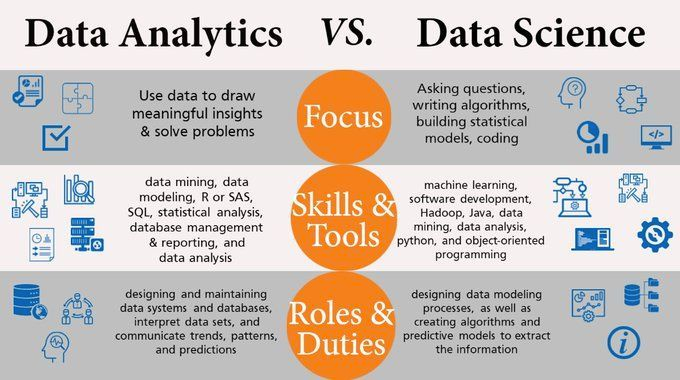 Data Analytics VS. Data Science
Use data to draw
meaningful insights
& solve problems
Focus
Asking questions,
writing algorithms,
building statistical
models, coding
data mining, data
modeling, R or SAS,
SQL, statistical analysis,
database management
& reporting, and
data analysis
Skills &
Tools
machine learning,
software development,
Hadoop, Java, data
mining, data analysis,
python, and object-oriented
programming
designing and maintaining
data systems and databases,
interpret data sets, and
communicate trends, patterns,
and predictions
Roles &
Duties
designing data modeling
processes, as well as
creating algorithms and
predictive models to extract
the information